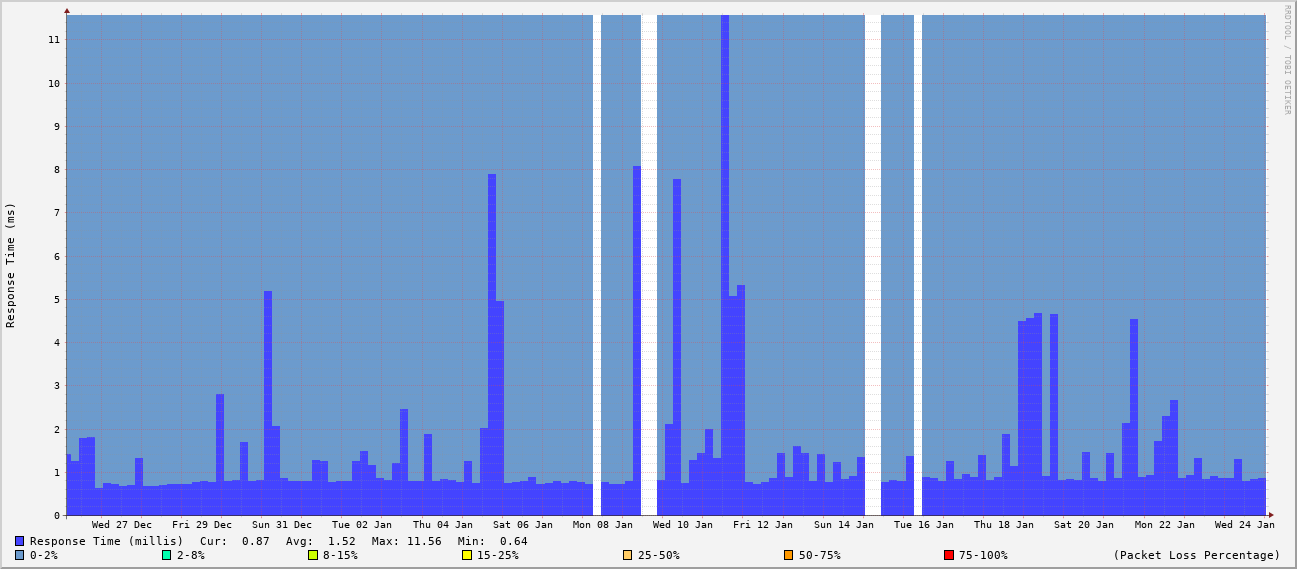 RRDTOOL / TOBI OETIKER
Response Time (ms)
11
10
9
8
7
6
5
4
3
2
1
0
Wed 27 Dec Fri 29 Dec Sun 31 Dec Tue 02 Jan Thu 04 Jan Sat 06 Jan Mon 08 Jan Wed 10 Jan Fri 12 Jan Sun 14 Jan Tue 16 Jan Thu 18 Jan Sat 20 Jan Mon 22 Jan Wed 24 Jan
Response Time (millis) Cur: 0.87 Avg: 1.52 Max: 11.56 Min: 0.64
0-2% 2-8% 8-15% 15-25% 25-50% 50-75% 75-100% (Packet Loss Percentage)